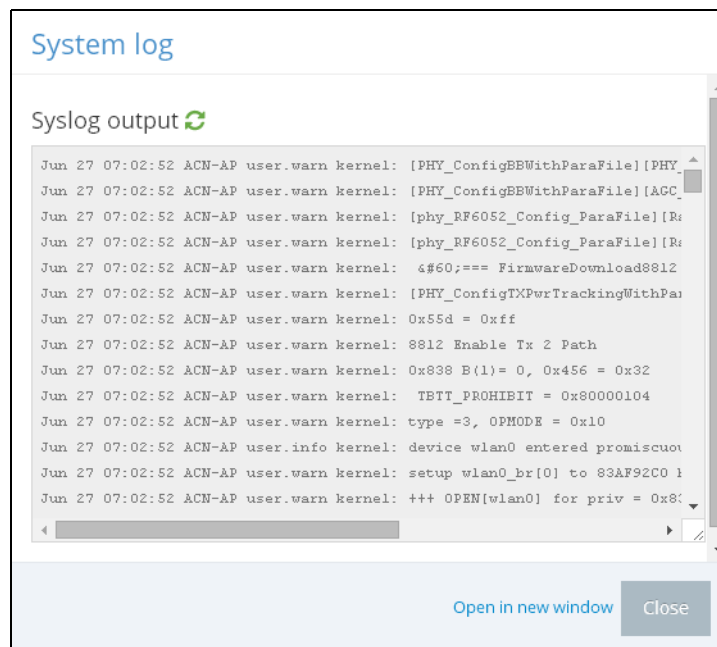 System log
Syslog output
Jun 27 07:02:52 ACN-AP user.warn kernel: [PHY_ConfigBBWithParaFile][PHY_
Jun 27 07:02:52 ACN-AP user.warn kernel: [PHY_ConfigBBWithParaFile][AGC_
Jun 27 07:02:52 ACN-AP user.warn kernel: [phy_RF6052_Config_ParaFile][Ra
Jun 27 07:02:52 ACN-AP user.warn kernel: [phy_RF6052_Config_ParaFile][Ra
Jun 27 07:02:52 ACN-AP user.warn kernel:  &#60;=== FirmwareDownload8812
Jun 27 07:02:52 ACN-AP user.warn kernel: [PHY_ConfigTXPwrTrackingWithPar
Jun 27 07:02:52 ACN-AP user.warn kernel: 0x55d = 0xff
Jun 27 07:02:52 ACN-AP user.warn kernel: 8812 Enable Tx 2 Path
Jun 27 07:02:52 ACN-AP user.warn kernel: 0x838 B(1)= 0, 0x456 = 0x32
Jun 27 07:02:52 ACN-AP user.warn kernel:  TBTT_PROHIBIT = 0x80000104
Jun 27 07:02:52 ACN-AP user.warn kernel: type =3, OPMODE = 0x10
Jun 27 07:02:52 ACN-AP user.info kernel: device wlan0 entered promiscuou
Jun 27 07:02:52 ACN-AP user.warn kernel: setup wlan0_br[0] to 83AF92C0
Jun 27 07:02:52 ACN-AP user.warn kernel: +++ OPEN[wlan0] for priv = 0x83
Open in new window
Close